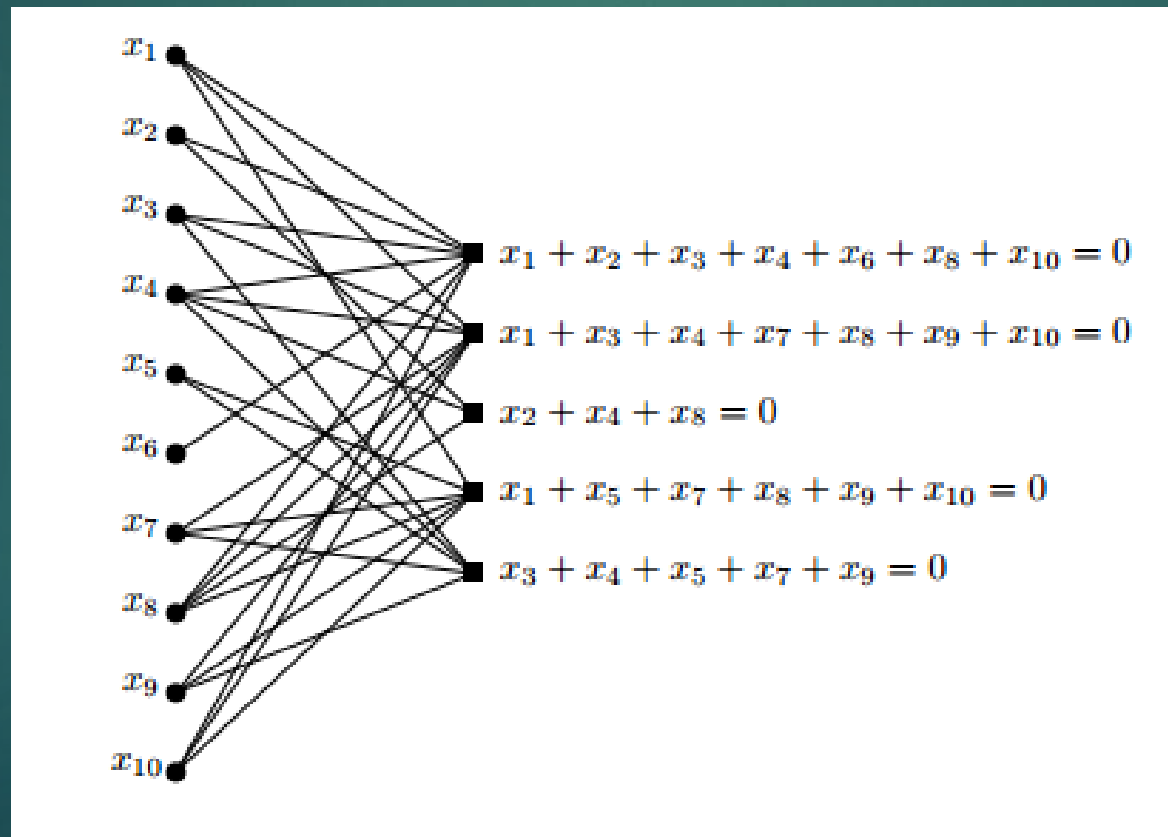 x₁
x₂
x₃
x₄
x₅
x₆
x₇
x₈
x₉
x₁₀
x₁ + x₂ + x₃ + x₄ + x₆ + x₈ + x₁₀ = 0
x₁ + x₃ + x₄ + x₇ + x₈ + x₉ + x₁₀ = 0
x₂ + x₄ + x₈ = 0
x₁ + x₅ + x₇ + x₈ + x₉ + x₁₀ = 0
x₃ + x₄ + x₅ + x₇ + x₉ = 0